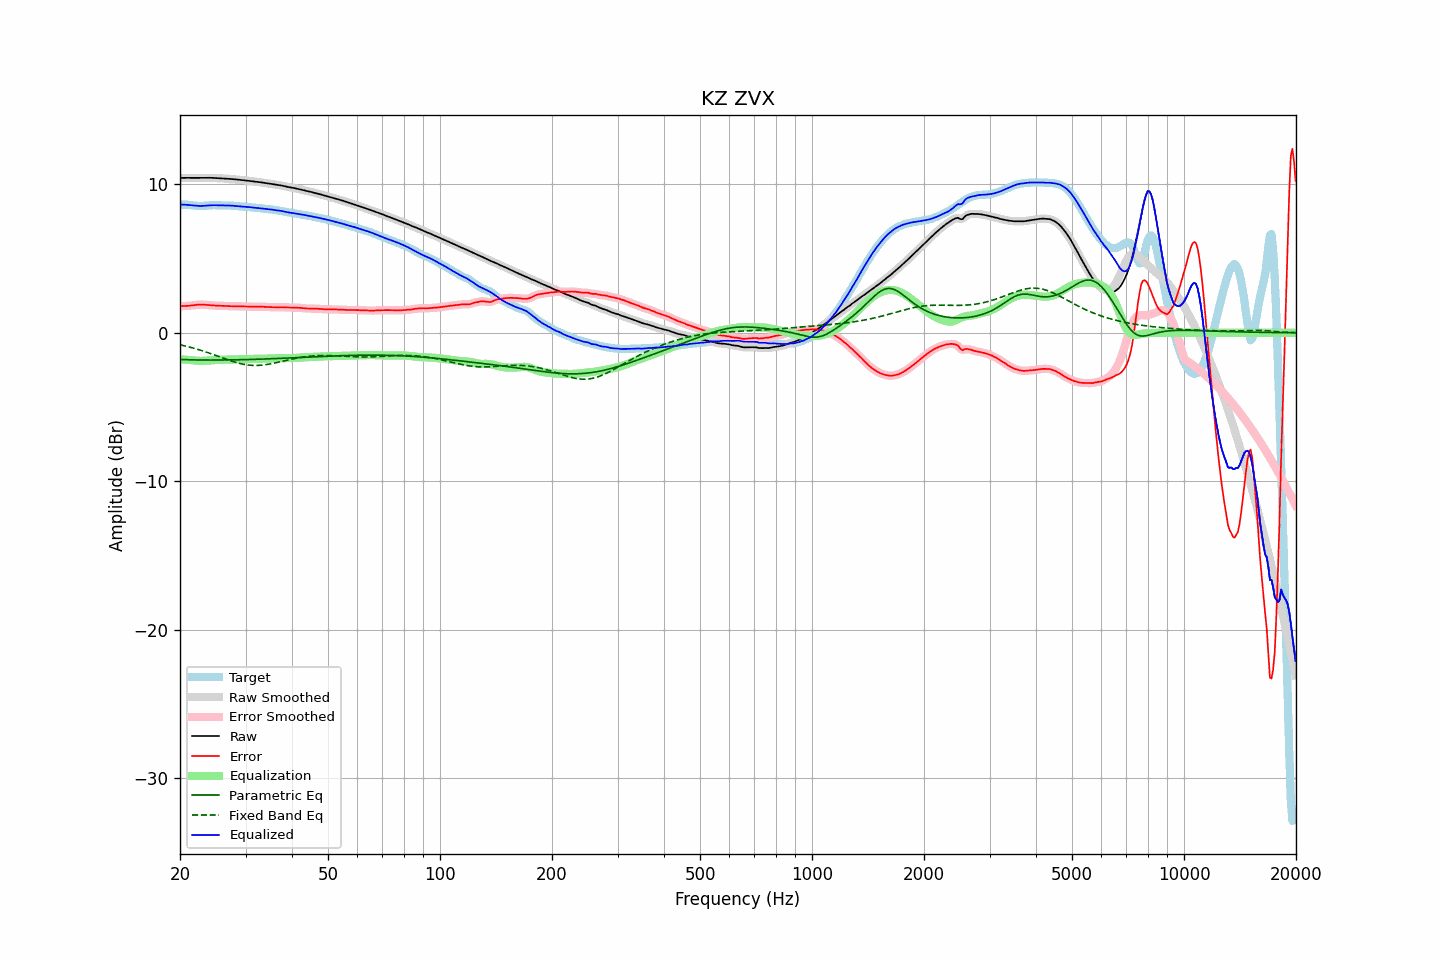 KZ ZVX
Amplitude (dBr)
10
0
−10
−20
−30
Target
Raw Smoothed
Error Smoothed
Raw
Error
Equalization
Parametric Eq
Fixed Band Eq
Equalized
20 50 100 200 500 1000 2000 5000 10000 20000
Frequency (Hz)